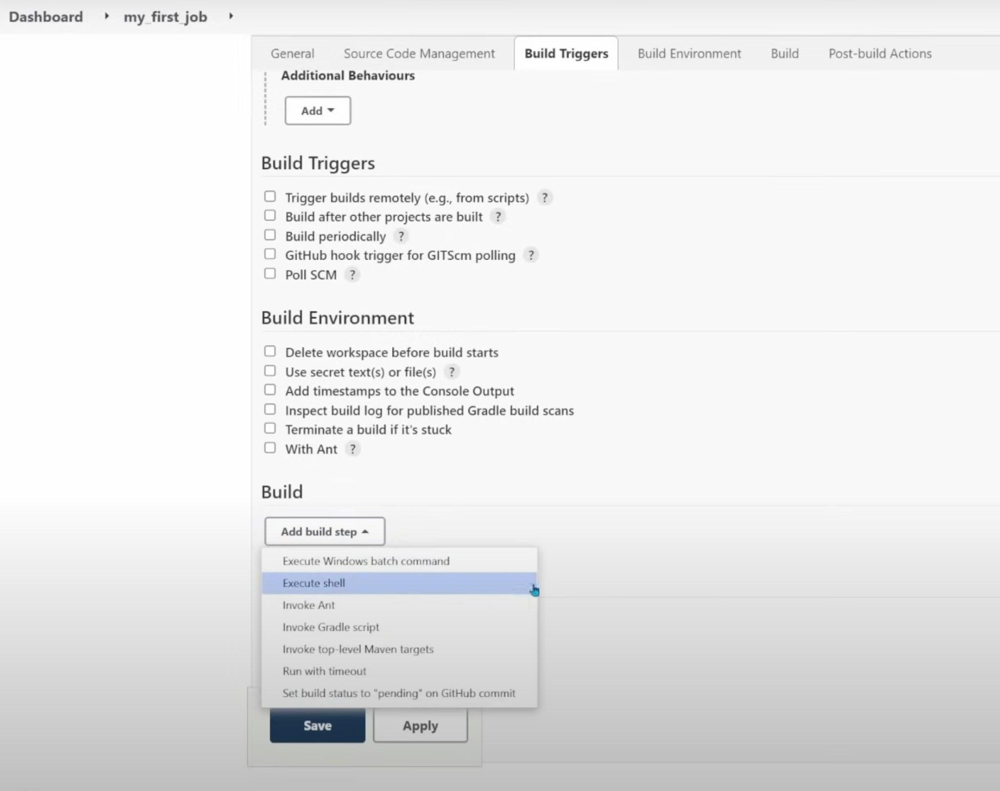 Dashboard my_first_job
General Source Code Management Build Triggers Build Environment Build Post-build Actions
Additional Behaviours
Add
Build Triggers
Trigger builds remotely (e.g., from scripts) ?
Build after other projects are built ?
Build periodically ?
GitHub hook trigger for GITScm polling ?
Poll SCM ?
Build Environment
Delete workspace before build starts
Use secret text(s) or file(s) ?
Add timestamps to the Console Output
Inspect build log for published Gradle build scans
Terminate a build if it's stuck
With Ant ?
Build
Add build step
Execute Windows batch command
Execute shell
Invoke Ant
Invoke Gradle script
Invoke top-level Maven targets
Run with timeout
Set build status to "pending" on GitHub commit
Save Apply